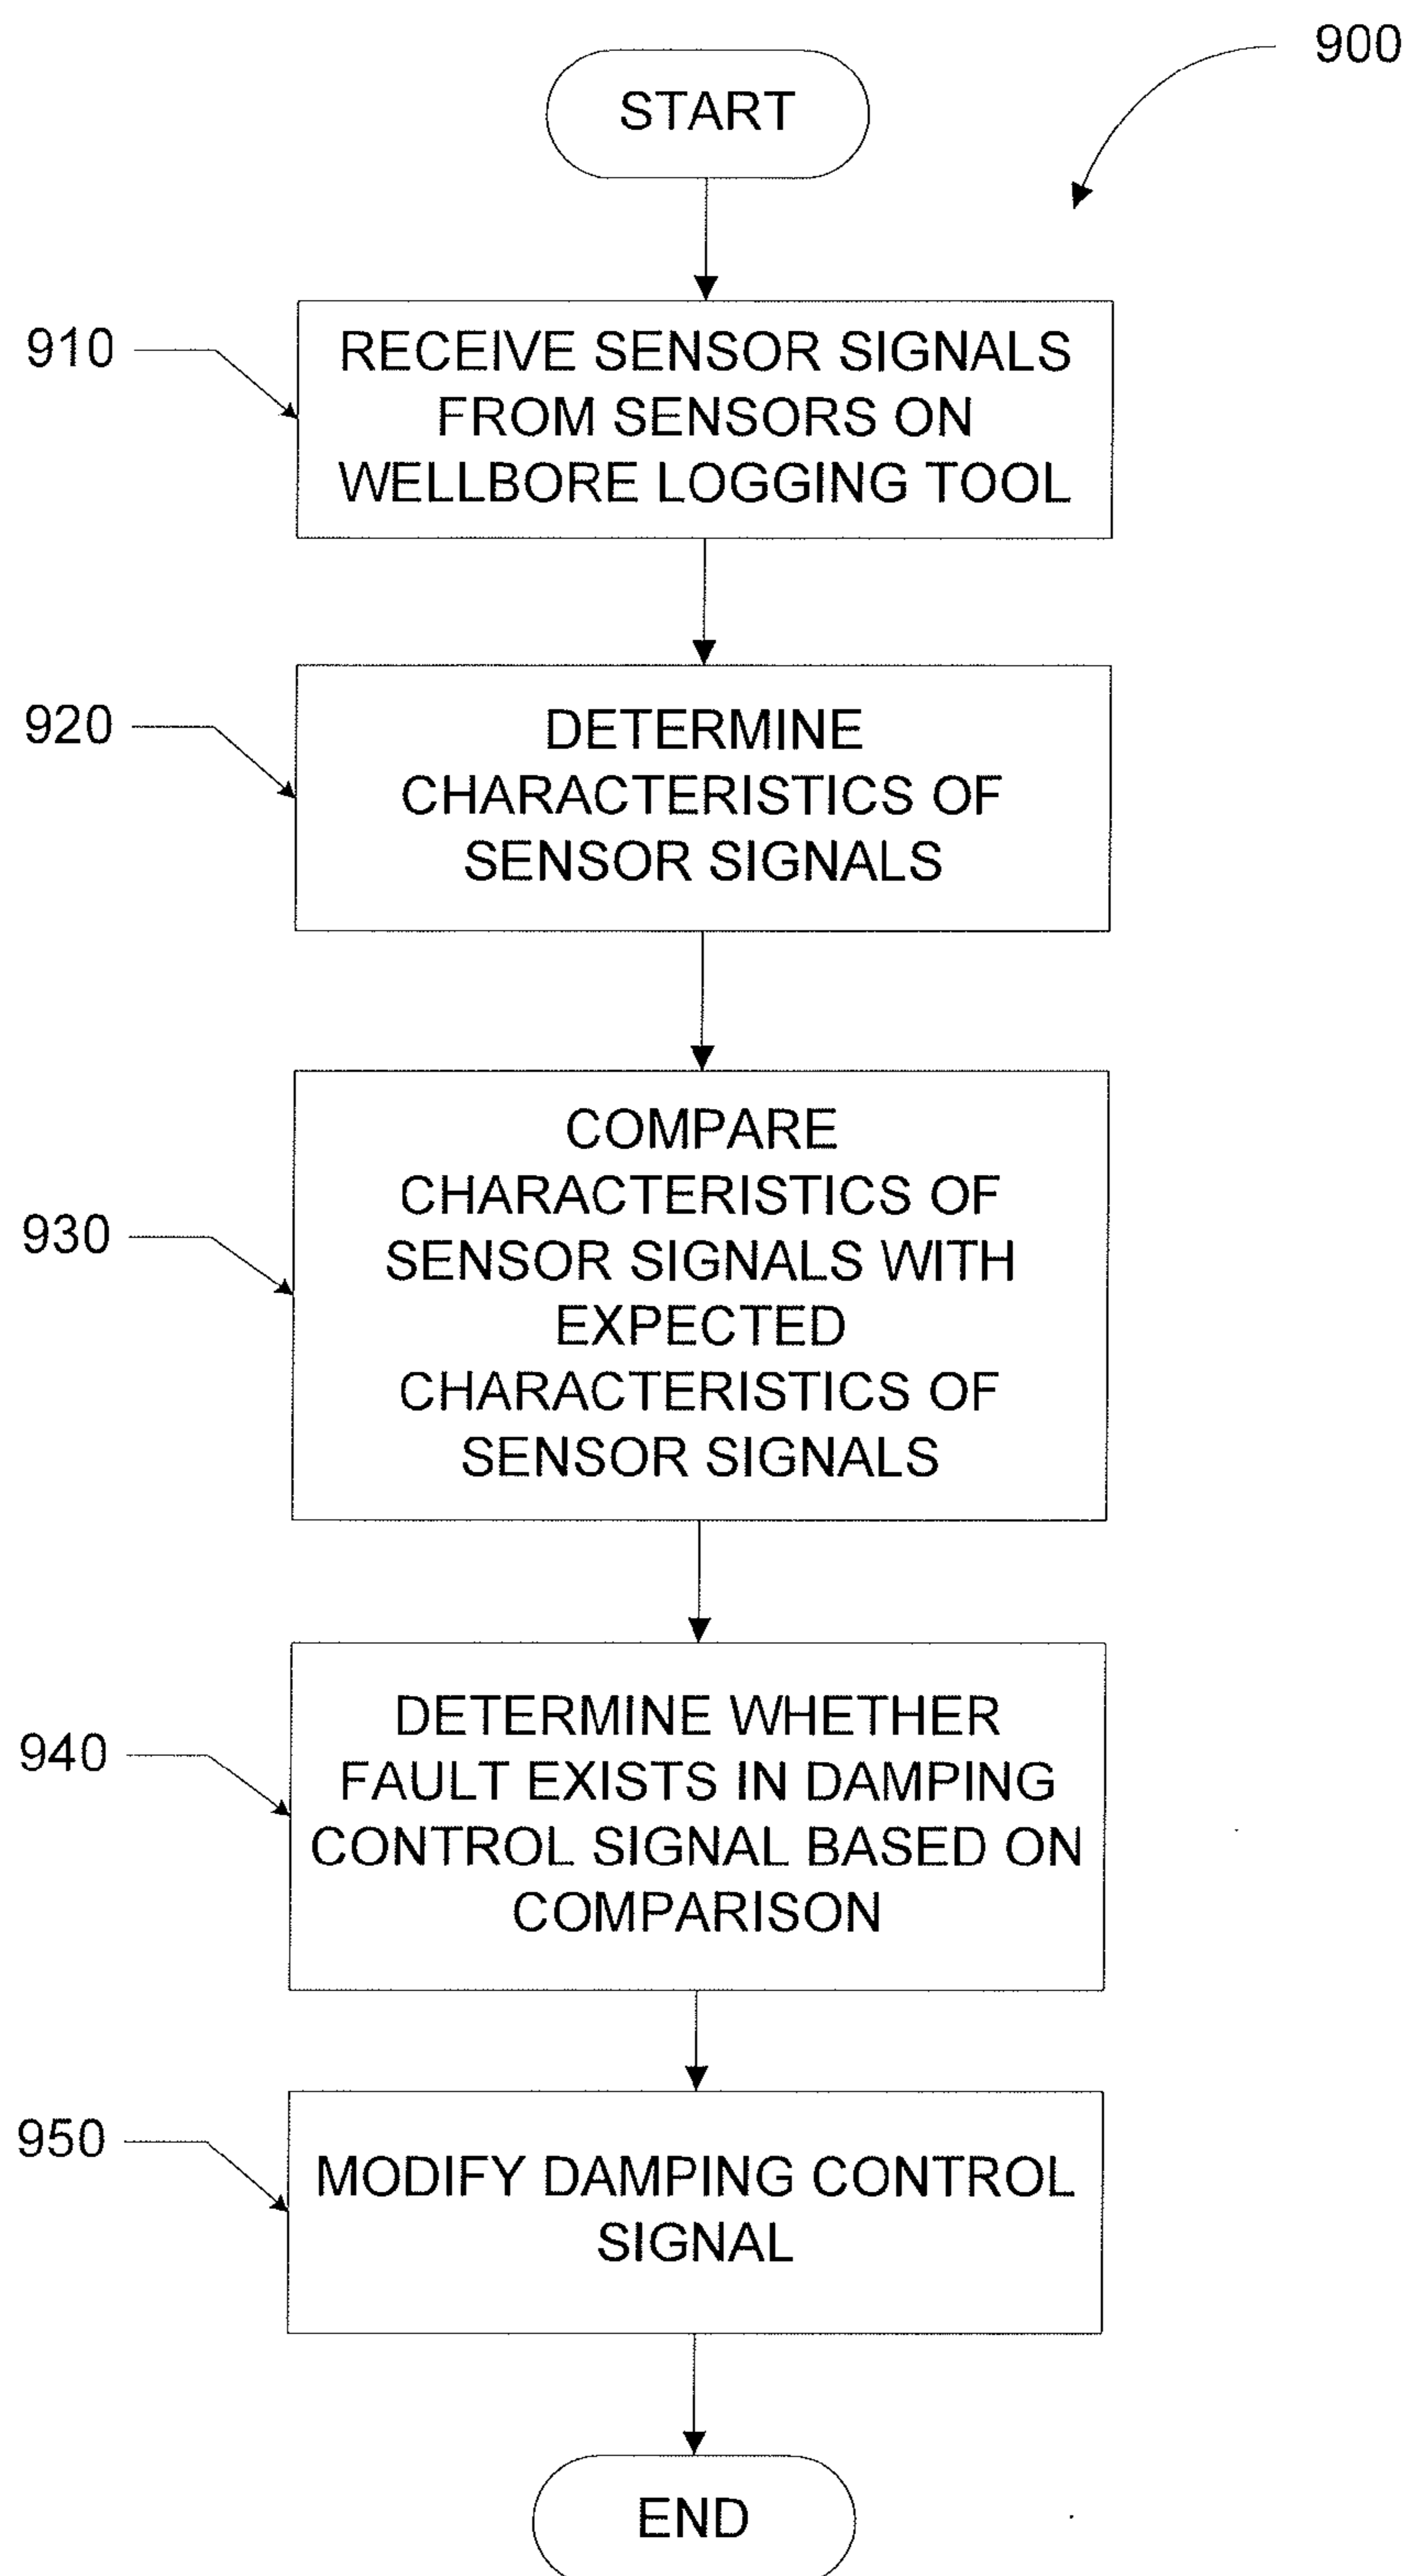 900
START
910
RECEIVE SENSOR SIGNALS
FROM SENSORS ON
WELLBORE LOGGING TOOL
920
DETERMINE
CHARACTERISTICS OF
SENSOR SIGNALS
930
COMPARE
CHARACTERISTICS OF
SENSOR SIGNALS WITH
EXPECTED
CHARACTERISTICS OF
SENSOR SIGNALS
940
DETERMINE WHETHER
FAULT EXISTS IN DAMPING
CONTROL SIGNAL BASED ON
COMPARISON
950
MODIFY DAMPING CONTROL
SIGNAL
END